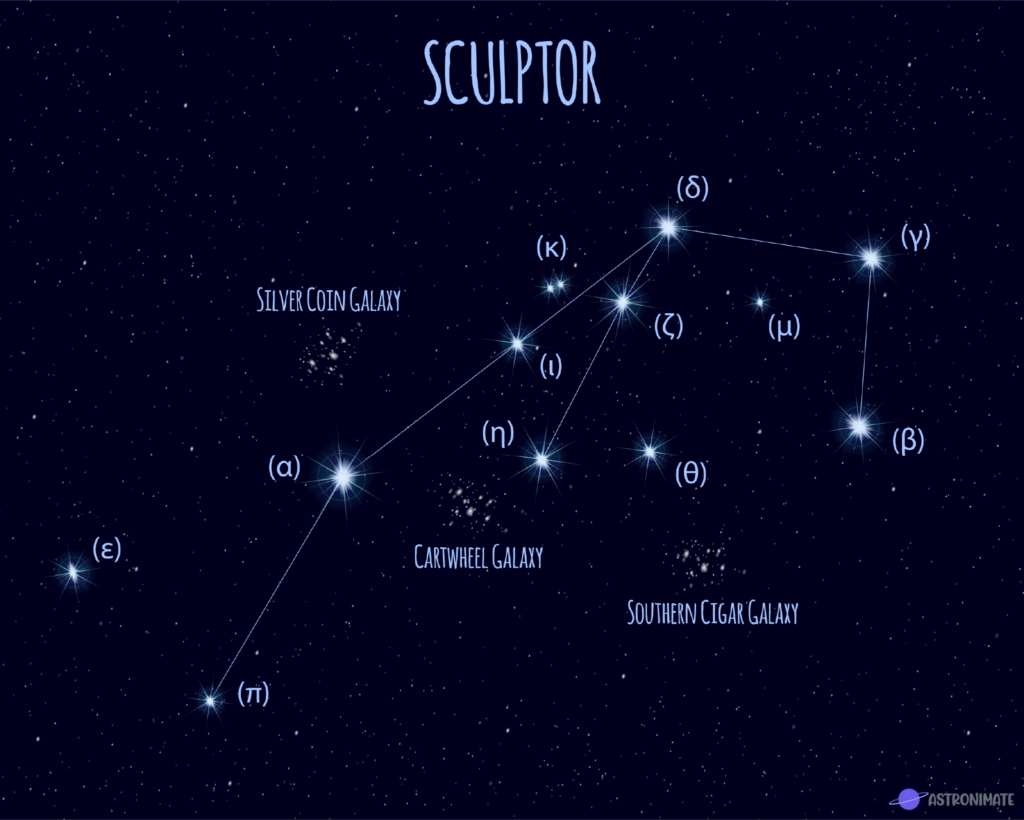 SCULPTOR
(δ)
(γ)
(κ)
SILVER COIN GALAXY
(ζ)
(μ)
(ι)
(η)
(β)
(α)
(θ)
(ε)
CARTWHEEL GALAXY
SOUTHERN CIGAR GALAXY
(π)
ASTRONIMATE